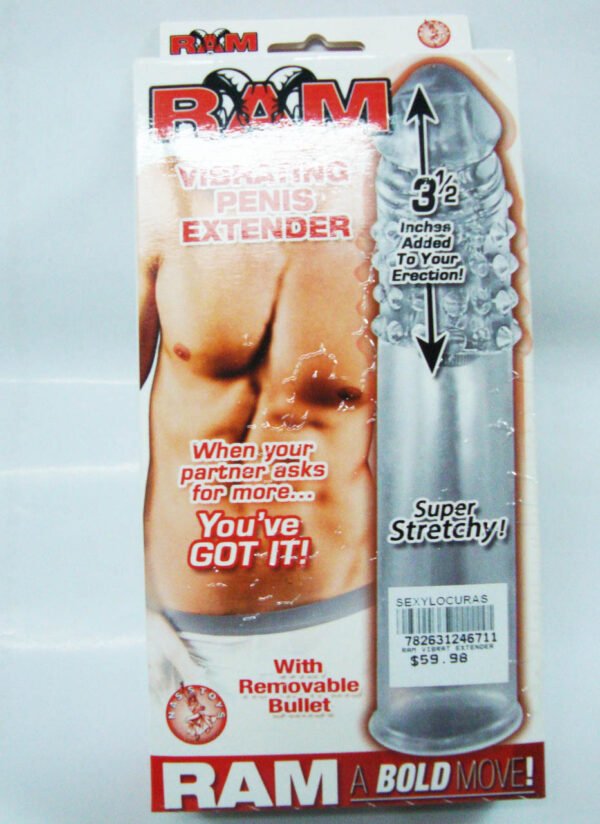 RAM
RAM
VIBRATING
PENIS
EXTENDER
3½
Inches
Added
To Your
Erection!
When your
partner asks
for more...
You've
GOT IT!
Super
Stretchy!
SEXYLOCURAS
782631246711
RAM VIBRAT EXTENDER
$59.98
With
Removable
Bullet
NASSTOYS
RAM A BOLD MOVE!